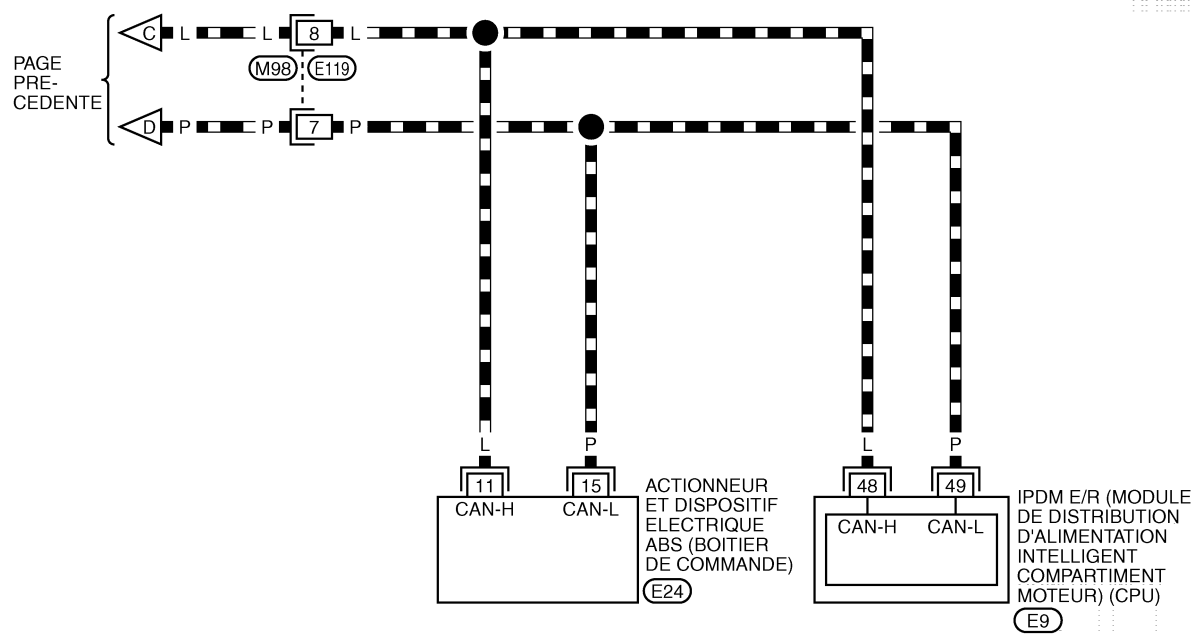 C L L 8 L
M98 E119
PAGE
PRE-
CEDENTE
D P P 7 P
L P L P
11 15 48 49
CAN-H CAN-L
CAN-H CAN-L
ACTIONNEUR
ET DISPOSITIF
ELECTRIQUE
ABS (BOITIER
DE COMMANDE)
E24
IPDM E/R (MODULE
DE DISTRIBUTION
D'ALIMENTATION
INTELLIGENT
COMPARTIMENT
MOTEUR) (CPU)
E9